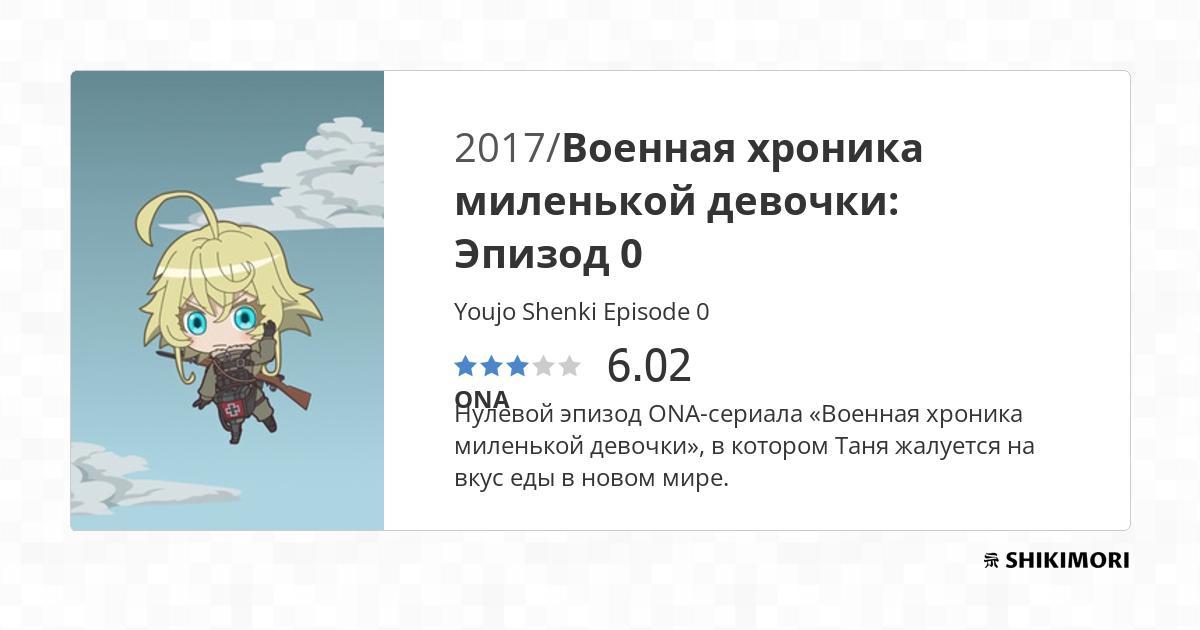 2017/Военная хроника
миленькой девочки:
Эпизод 0
Youjo Shenki Episode 0
6.02
ONA
Нулевой эпизод ONA-сериала «Военная хроника
миленькой девочки», в котором Таня жалуется на
вкус еды в новом мире.
SHIKIMORI